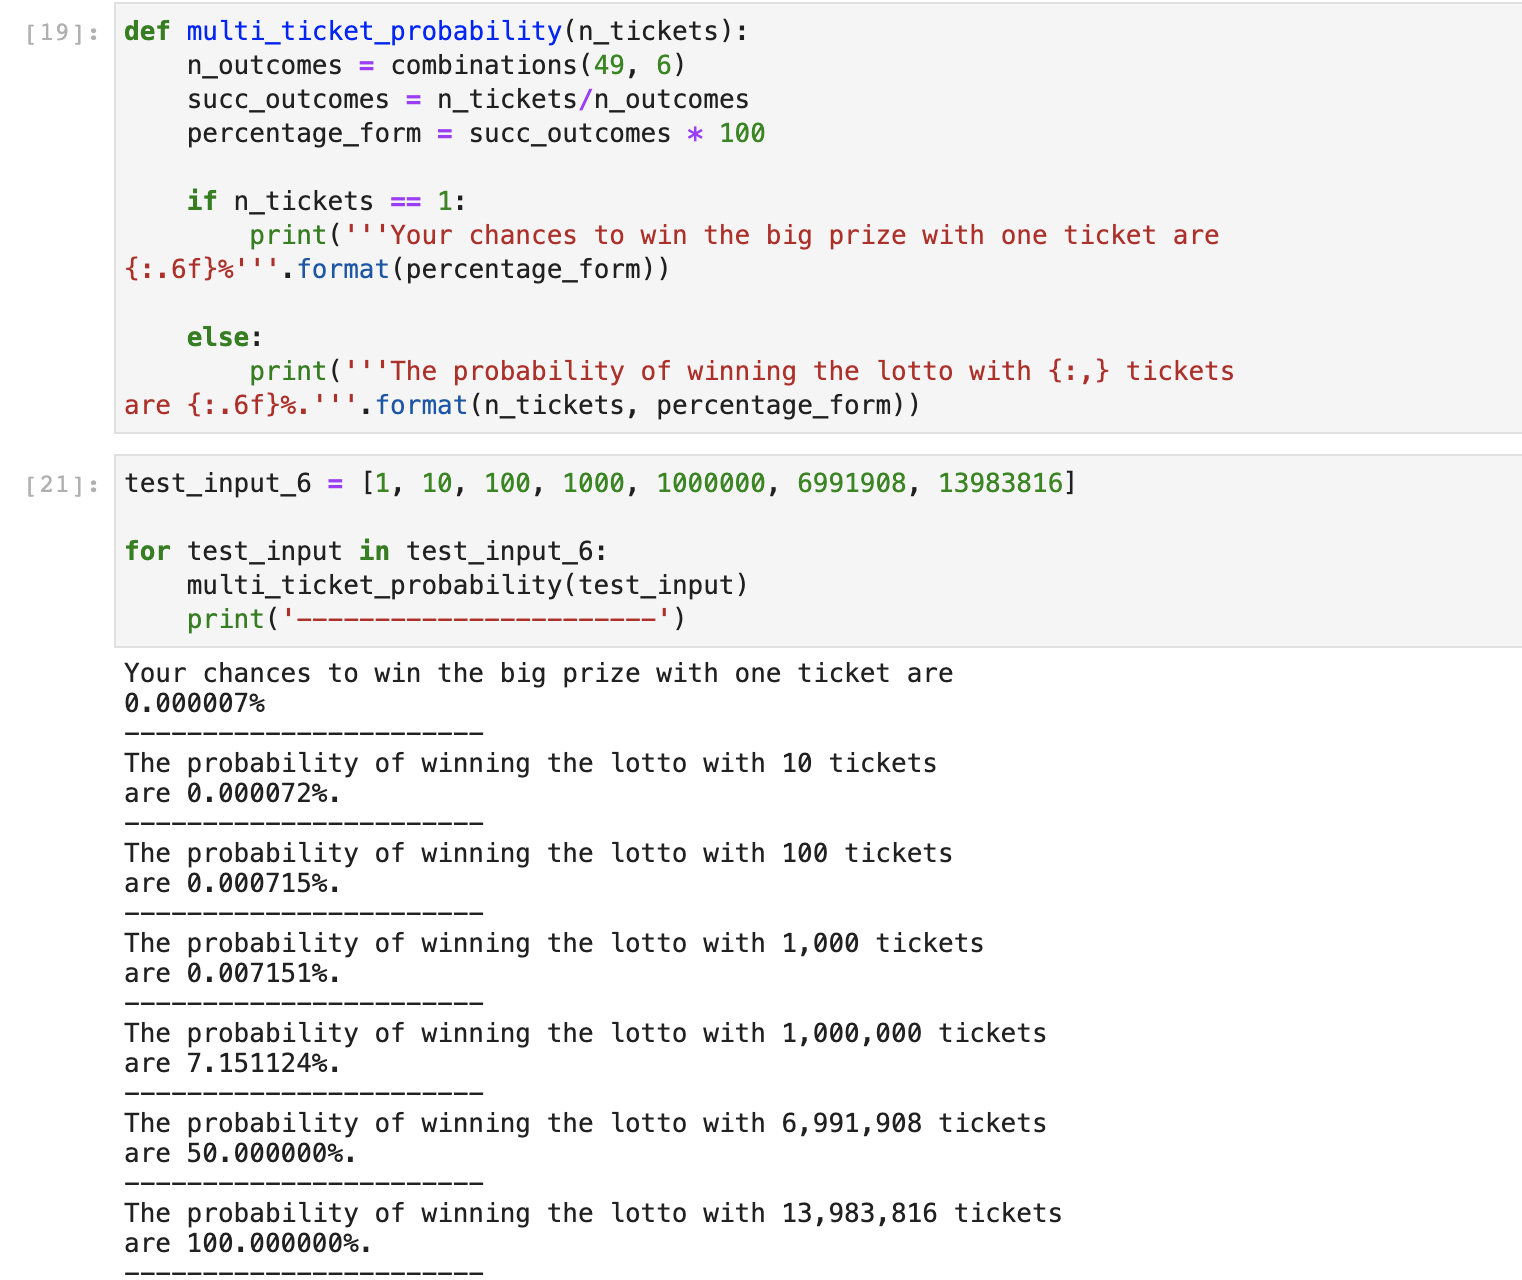 [19]: def multi_ticket_probability(n_tickets):
    n_outcomes = combinations(49, 6)
    succ_outcomes = n_tickets/n_outcomes
    percentage_form = succ_outcomes * 100

    if n_tickets == 1:
        print('''Your chances to win the big prize with one ticket are
{:.6f}%'''.format(percentage_form))

    else:
        print('''The probability of winning the lotto with {:,} tickets
are {:.6f}%.'''.format(n_tickets, percentage_form))

[21]: test_input_6 = [1, 10, 100, 1000, 1000000, 6991908, 13983816]

for test_input in test_input_6:
    multi_ticket_probability(test_input)
    print('-----------------------')

Your chances to win the big prize with one ticket are
0.000007%
-----------------------
The probability of winning the lotto with 10 tickets
are 0.000072%.
-----------------------
The probability of winning the lotto with 100 tickets
are 0.000715%.
-----------------------
The probability of winning the lotto with 1,000 tickets
are 0.007151%.
-----------------------
The probability of winning the lotto with 1,000,000 tickets
are 7.151124%.
-----------------------
The probability of winning the lotto with 6,991,908 tickets
are 50.000000%.
-----------------------
The probability of winning the lotto with 13,983,816 tickets
are 100.000000%.
-----------------------